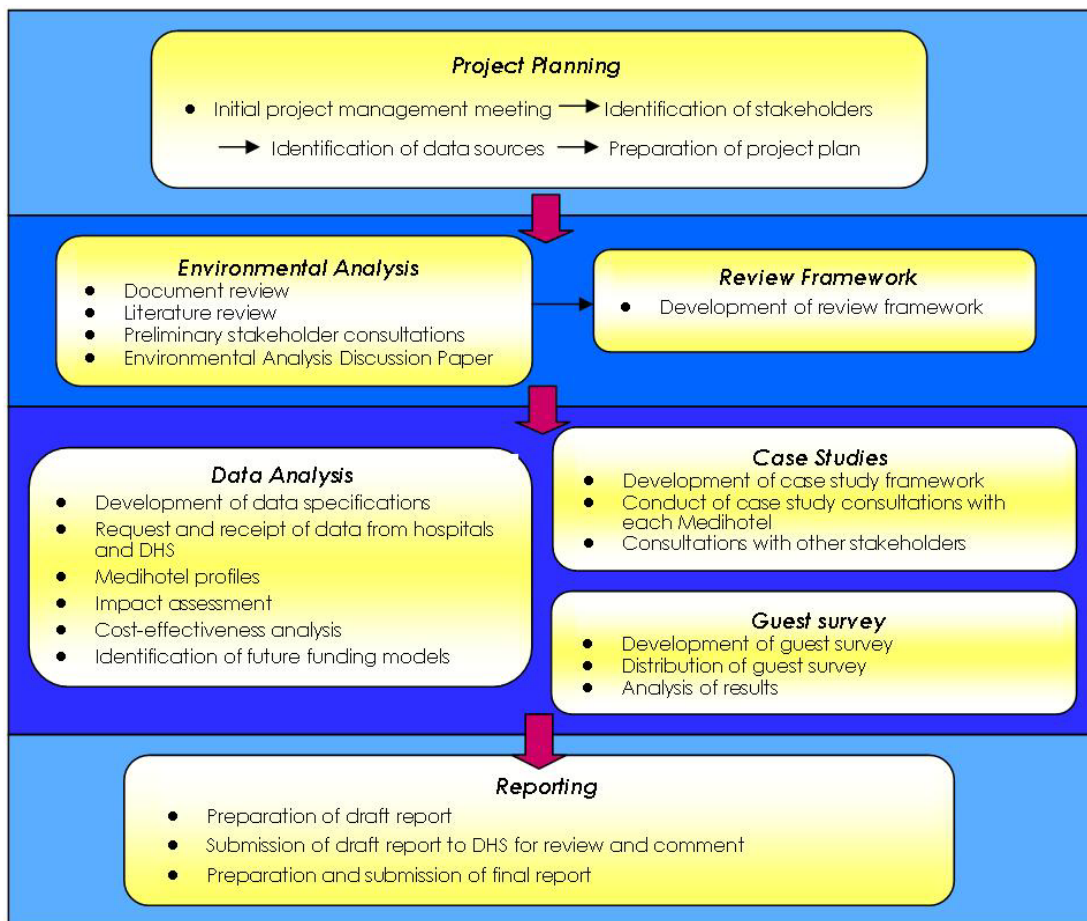 Project Planning
● Initial project management meeting → Identification of stakeholders
→ Identification of data sources → Preparation of project plan
Environmental Analysis
● Document review
● Literature review
● Preliminary stakeholder consultations
● Environmental Analysis Discussion Paper
Review Framework
● Development of review framework
Data Analysis
● Development of data specifications
● Request and receipt of data from hospitals
and DHS
● Medihotel profiles
● Impact assessment
● Cost-effectiveness analysis
● Identification of future funding models
Case Studies
● Development of case study framework
● Conduct of case study consultations with
each Medihotel
● Consultations with other stakeholders
Guest survey
● Development of guest survey
● Distribution of guest survey
● Analysis of results
Reporting
● Preparation of draft report
● Submission of draft report to DHS for review and comment
● Preparation and submission of final report